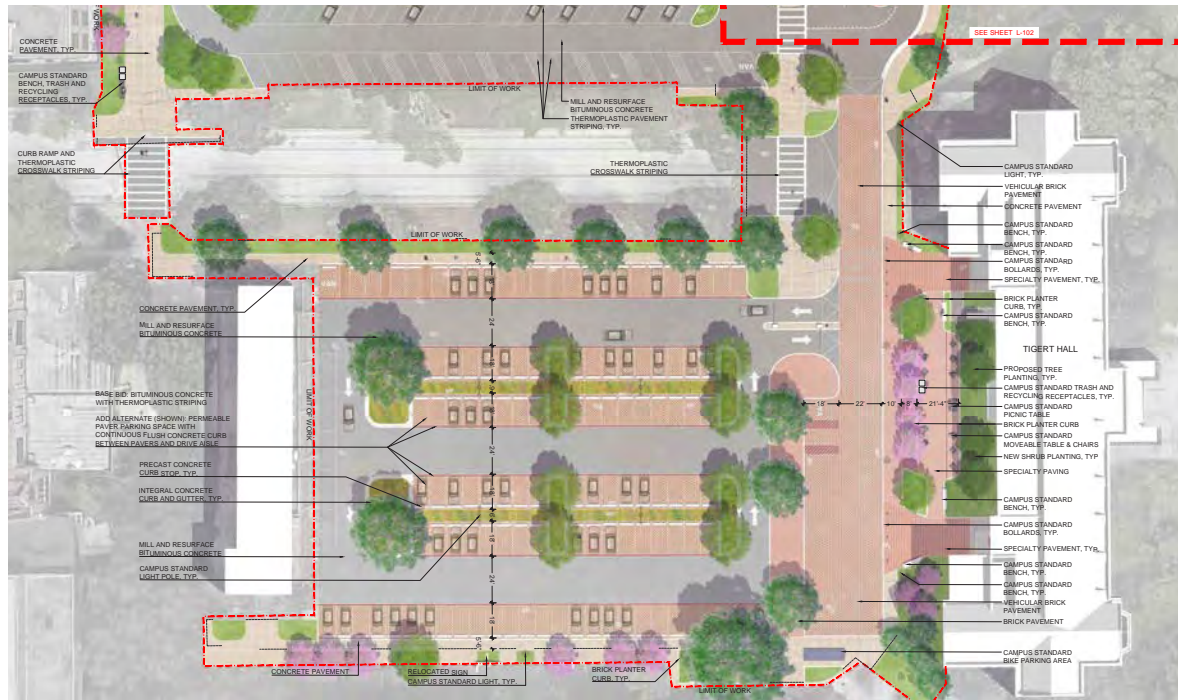 SEE SHEET L-102
OF WORK
CONCRETE
PAVEMENT, TYP.
CAMPUS STANDARD
BENCH, TRASH AND
RECYCLING
RECEPTACLES, TYP.
CURB RAMP AND
THERMOPLASTIC
CROSSWALK STRIPING
LIMIT OF WORK
VAN
MILL AND RESURFACE
BITUMINOUS CONCRETE
THERMOPLASTIC PAVEMENT
STRIPING, TYP.
THERMOPLASTIC
CROSSWALK STRIPING
LIMIT OF WORK
CONCRETE PAVEMENT, TYP.
MILL AND RESURFACE
BITUMINOUS CONCRETE
BASE BID: BITUMINOUS CONCRETE
WITH THERMOPLASTIC STRIPING
ADD ALTERNATE (SHOWN): PERMEABLE
PAVER PARKING SPACE WITH
CONTINUOUS FLUSH CONCRETE CURB
BETWEEN PAVERS AND DRIVE AISLE
PRECAST CONCRETE
CURB STOP, TYP.
INTEGRAL CONCRETE
CURB AND GUTTER, TYP.
MILL AND RESURFACE
BITUMINOUS CONCRETE
CAMPUS STANDARD
LIGHT POLE, TYP.
LIMIT OF WORK
VAN
24'
24'
18'
24'
18'
18'
22'
10'
8'
21'-4"
CAMPUS STANDARD
LIGHT, TYP.
VEHICULAR BRICK
PAVEMENT
CONCRETE PAVEMENT
CAMPUS STANDARD
BENCH, TYP.
CAMPUS STANDARD
BENCH, TYP.
CAMPUS STANDARD
BOLLARDS, TYP.
SPECIALTY PAVEMENT, TYP.
BRICK PLANTER
CURB, TYP.
CAMPUS STANDARD
BENCH, TYP.
TIGERT HALL
PROPOSED TREE
PLANTING, TYP.
CAMPUS STANDARD TRASH AND
RECYCLING RECEPTACLES, TYP.
CAMPUS STANDARD
PICNIC TABLE
BRICK PLANTER CURB
CAMPUS STANDARD
MOVEABLE TABLE & CHAIRS
NEW SHRUB PLANTING, TYP
SPECIALTY PAVING
CAMPUS STANDARD
BENCH, TYP.
CAMPUS STANDARD
BOLLARDS, TYP.
SPECIALTY PAVEMENT, TYP.
CAMPUS STANDARD
BENCH, TYP.
CAMPUS STANDARD
BENCH, TYP.
VEHICULAR BRICK
PAVEMENT
BRICK PAVEMENT
CAMPUS STANDARD
BIKE PARKING AREA
CONCRETE PAVEMENT
RELOCATED SIGN
CAMPUS STANDARD LIGHT, TYP.
BRICK PLANTER
CURB, TYP.
LIMIT OF WORK